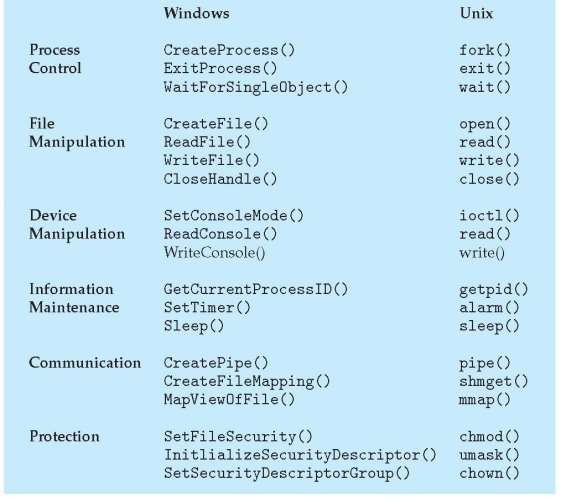 Windows Unix
Process CreateProcess() fork()
Control ExitProcess() exit()
WaitForSingleObject() wait()
File CreateFile() open()
Manipulation ReadFile() read()
WriteFile() write()
CloseHandle() close()
Device SetConsoleMode() ioctl()
Manipulation ReadConsole() read()
WriteConsole() write()
Information GetCurrentProcessID() getpid()
Maintenance SetTimer() alarm()
Sleep() sleep()
Communication CreatePipe() pipe()
CreateFileMapping() shmget()
MapViewOfFile() mmap()
Protection SetFileSecurity() chmod()
InitlializeSecurityDescriptor() umask()
SetSecurityDescriptorGroup() chown()